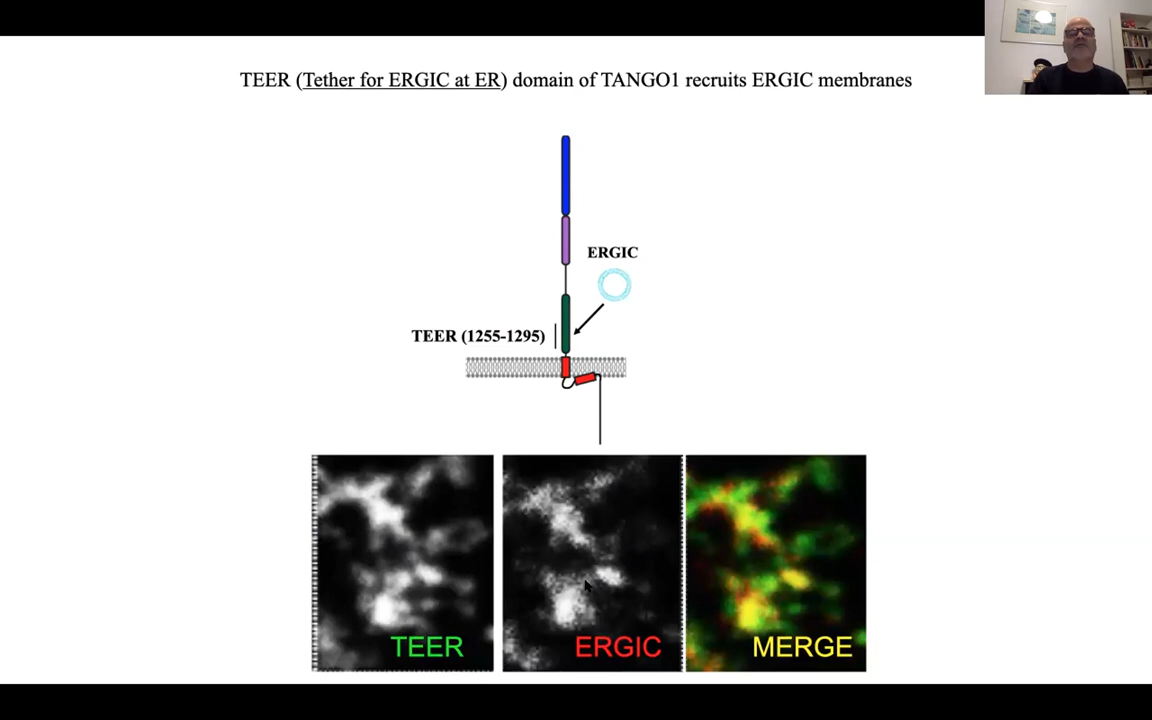 TEER (Tether for ERGIC at ER) domain of TANGO1 recruits ERGIC membranes
ERGIC
TEER (1255-1295)
TEER
ERGIC
MERGE